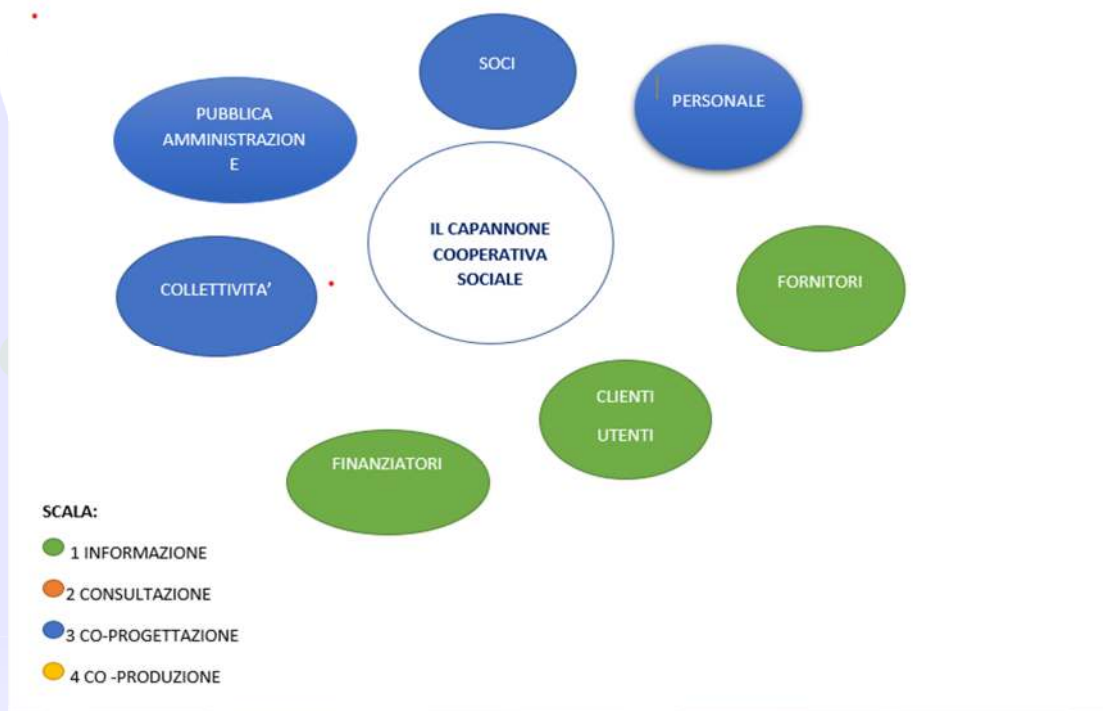 SOCI
PERSONALE
PUBBLICA
AMMINISTRAZION
E
IL CAPANNONE
COOPERATIVA
SOCIALE
COLLETTIVITA’
FORNITORI
CLIENTI
UTENTI
FINANZIATORI
SCALA:
1 INFORMAZIONE
2 CONSULTAZIONE
3 CO-PROGETTAZIONE
4 CO -PRODUZIONE